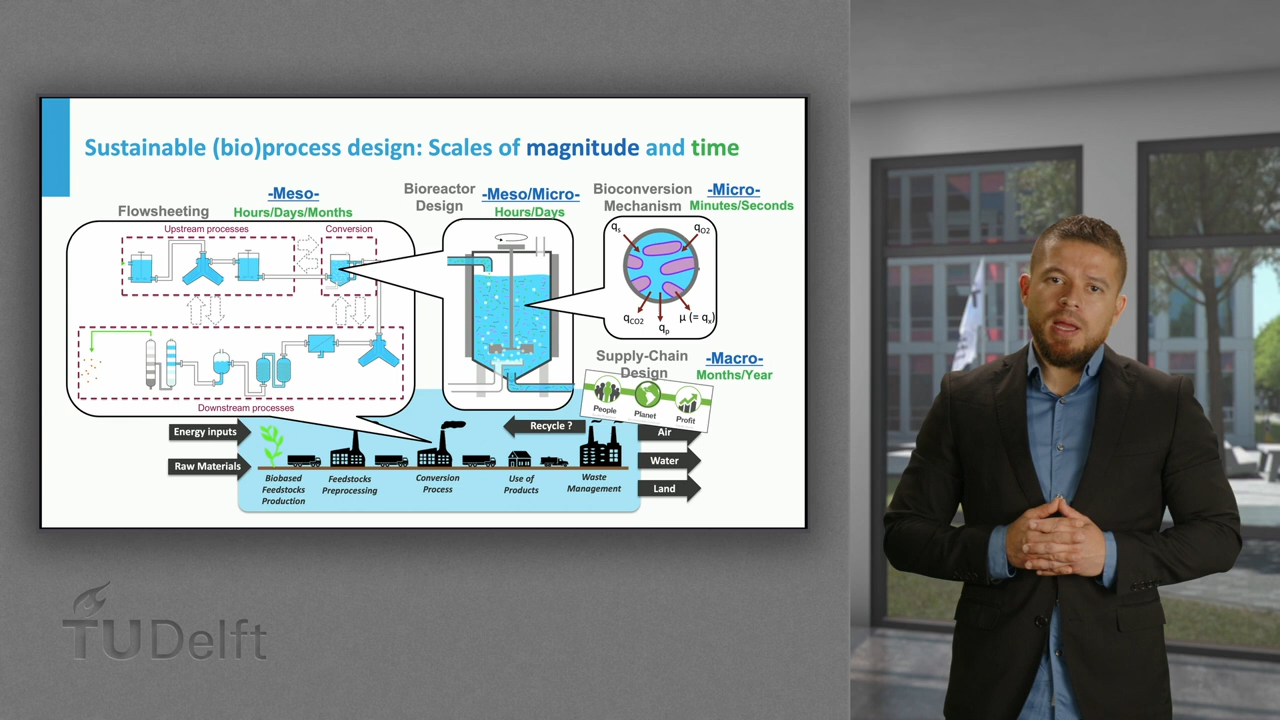 Sustainable (bio)process design: Scales of magnitude and time
Flowsheeting
-Meso-
Hours/Days/Months
Bioreactor
Design
-Meso/Micro-
Hours/Days
Bioconversion
Mechanism
-Micro-
Minutes/Seconds
Upstream processes
Conversion
Downstream processes
qs
qO2
qCO2
qp
μ (= qx)
Supply-Chain
Design
-Macro-
Months/Year
People
Planet
Profit
Energy inputs
Raw Materials
Recycle ?
Air
Water
Land
Biobased
Feedstocks
Production
Feedstocks
Preprocessing
Conversion
Process
Use of
Products
Waste
Management
TUDelft